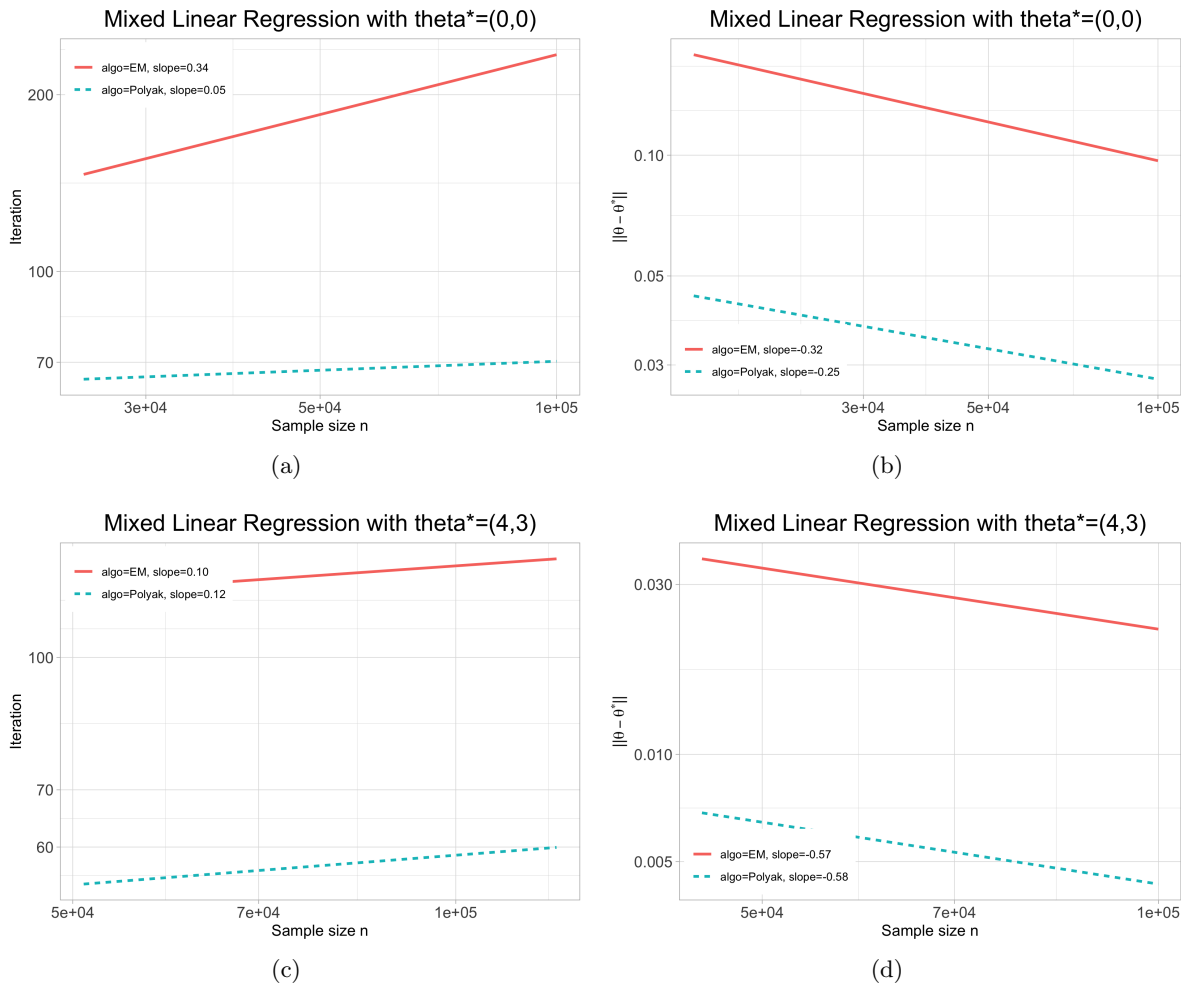 Mixed Linear Regression with theta*=(0,0)
algo=EM, slope=0.34
algo=Polyak, slope=0.05
200
100
70
Iteration
3e+04
5e+04
1e+05
Sample size n
(a)
Mixed Linear Regression with theta*=(0,0)
0.10
0.05
0.03
||θ − θ*||
algo=EM, slope=-0.32
algo=Polyak, slope=-0.25
3e+04
5e+04
1e+05
Sample size n
(b)
Mixed Linear Regression with theta*=(4,3)
algo=EM, slope=0.10
algo=Polyak, slope=0.12
100
70
60
Iteration
5e+04
7e+04
1e+05
Sample size n
(c)
Mixed Linear Regression with theta*=(4,3)
0.030
0.010
0.005
||θ − θ*||
algo=EM, slope=-0.57
algo=Polyak, slope=-0.58
5e+04
7e+04
1e+05
Sample size n
(d)